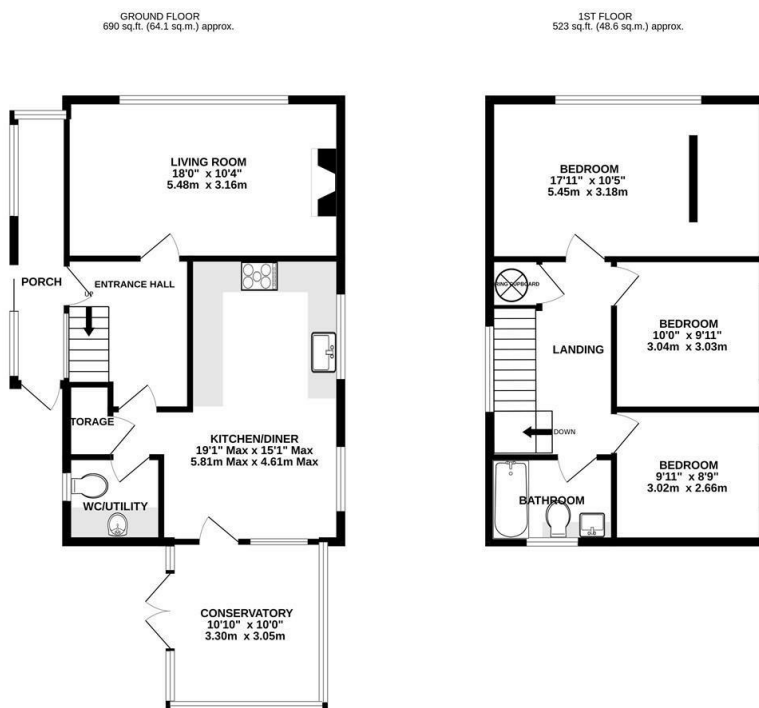 GROUND FLOOR
690 sq.ft. (64.1 sq.m.) approx.
LIVING ROOM
18'0" x 10'4"
5.48m x 3.16m
PORCH
ENTRANCE HALL
UP
TORAGE
KITCHEN/DINER
19'1" Max x 15'1" Max
5.81m Max x 4.61m Max
WC/UTILITY
CONSERVATORY
10'10" x 10'0"
3.30m x 3.05m
1ST FLOOR
523 sq.ft. (48.6 sq.m.) approx.
BEDROOM
17'11" x 10'5"
5.45m x 3.18m
BEDROOM
10'0" x 9'11"
3.04m x 3.03m
LANDING
DOWN
BEDROOM
9'11" x 8'9"
3.02m x 2.66m
BATHROOM